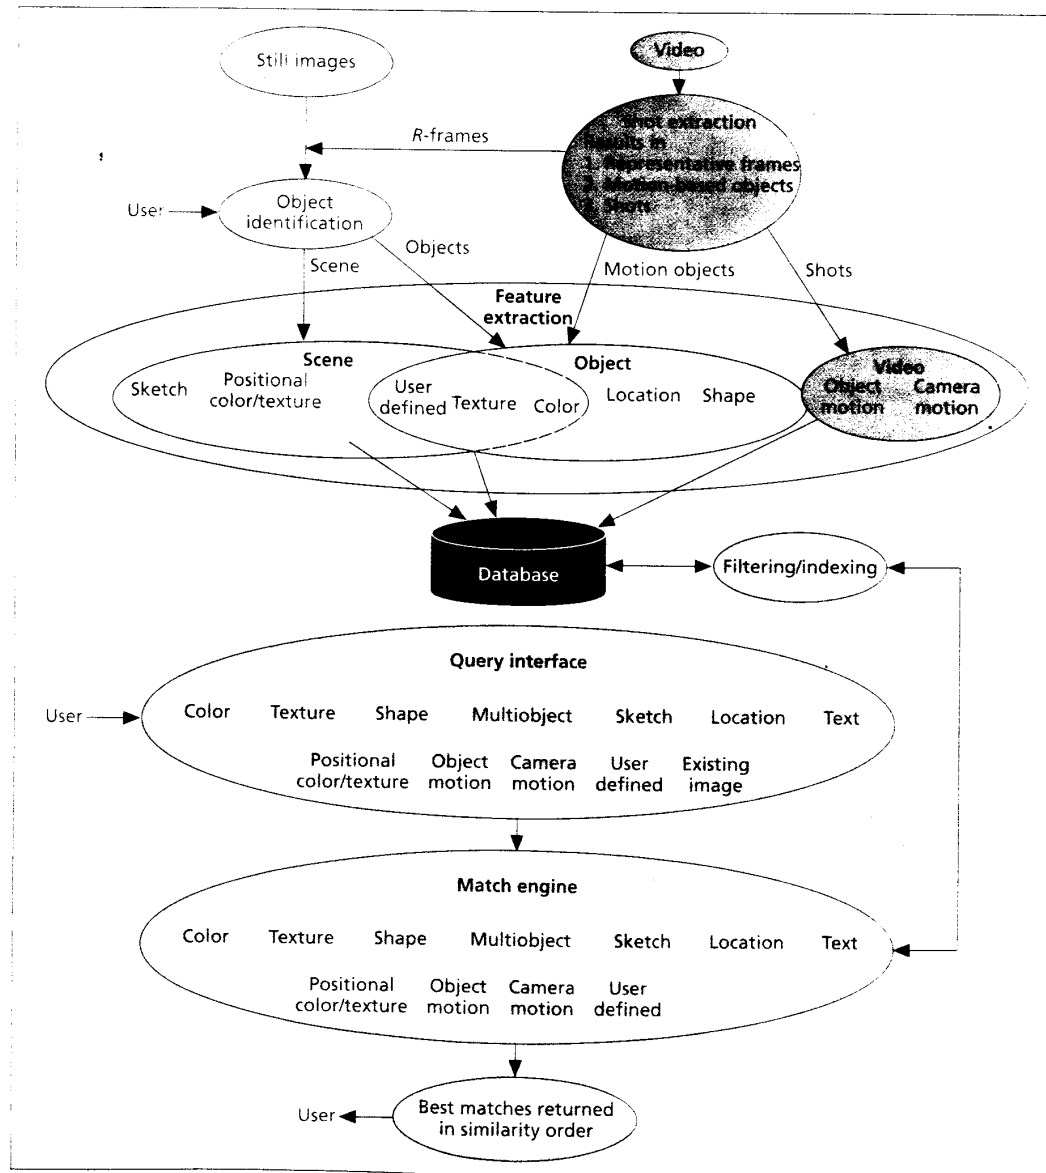 Still images
Video
Shot extraction
Results in
1. Representative frames
2. Motion-based objects
3. Shots
R-frames
User
Object
identification
Objects
Scene
Motion objects
Shots
Feature
extraction
Scene
Sketch
Positional
color/texture
Object
User
defined
Texture
Color
Location
Shape
Video
Object
motion
Camera
motion
Database
Filtering/indexing
Query interface
User
Color
Texture
Shape
Multiobject
Sketch
Location
Text
Positional
color/texture
Object
motion
Camera
motion
User
defined
Existing
image
Match engine
Color
Texture
Shape
Multiobject
Sketch
Location
Text
Positional
color/texture
Object
motion
Camera
motion
User
defined
User
Best matches returned
in similarity order